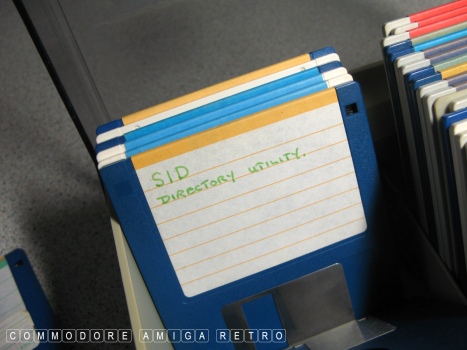 SID
DIRECTORY UTILITY.
COMMODORE AMIGA RETRO